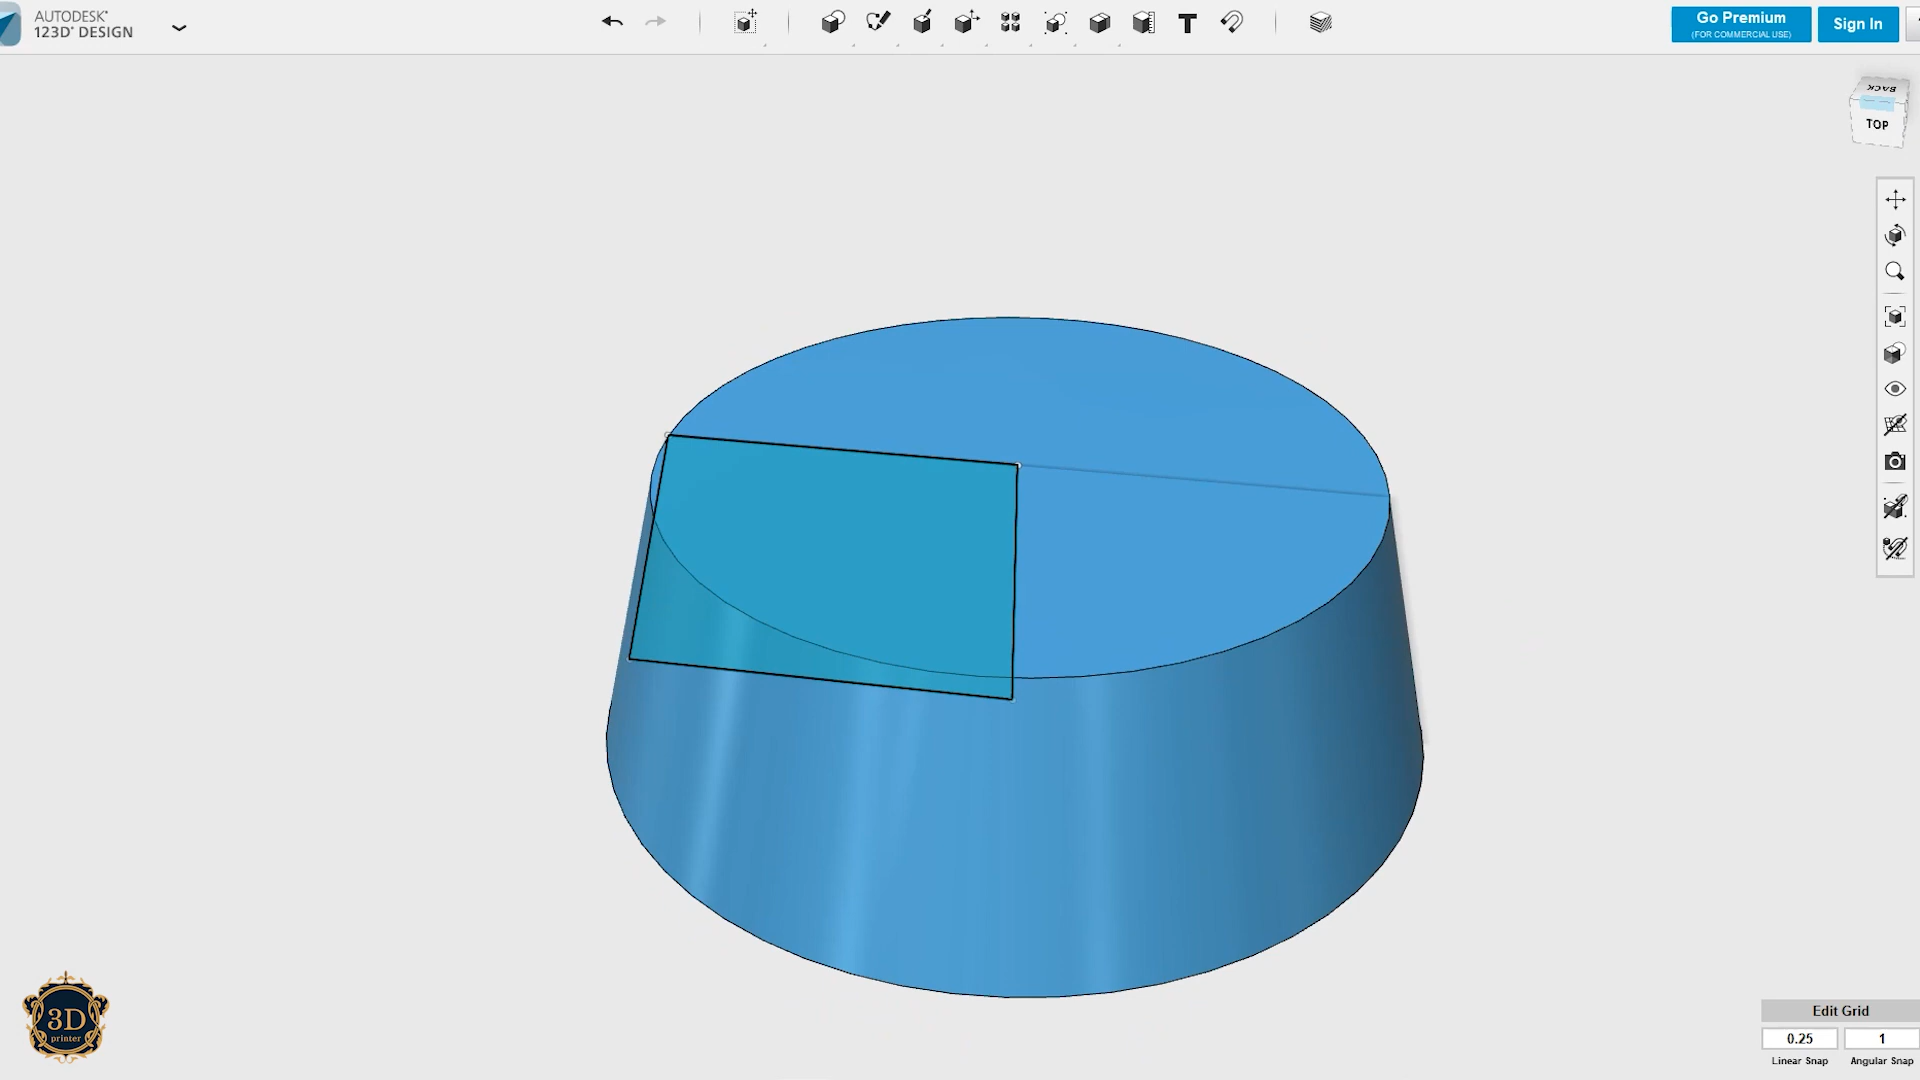 AUTODESK®
123D® DESIGN
T
Go Premium
(FOR COMMERCIAL USE)
Sign In
BACK
TOP
3D
printer
Edit Grid
0.25
1
Linear Snap
Angular Snap